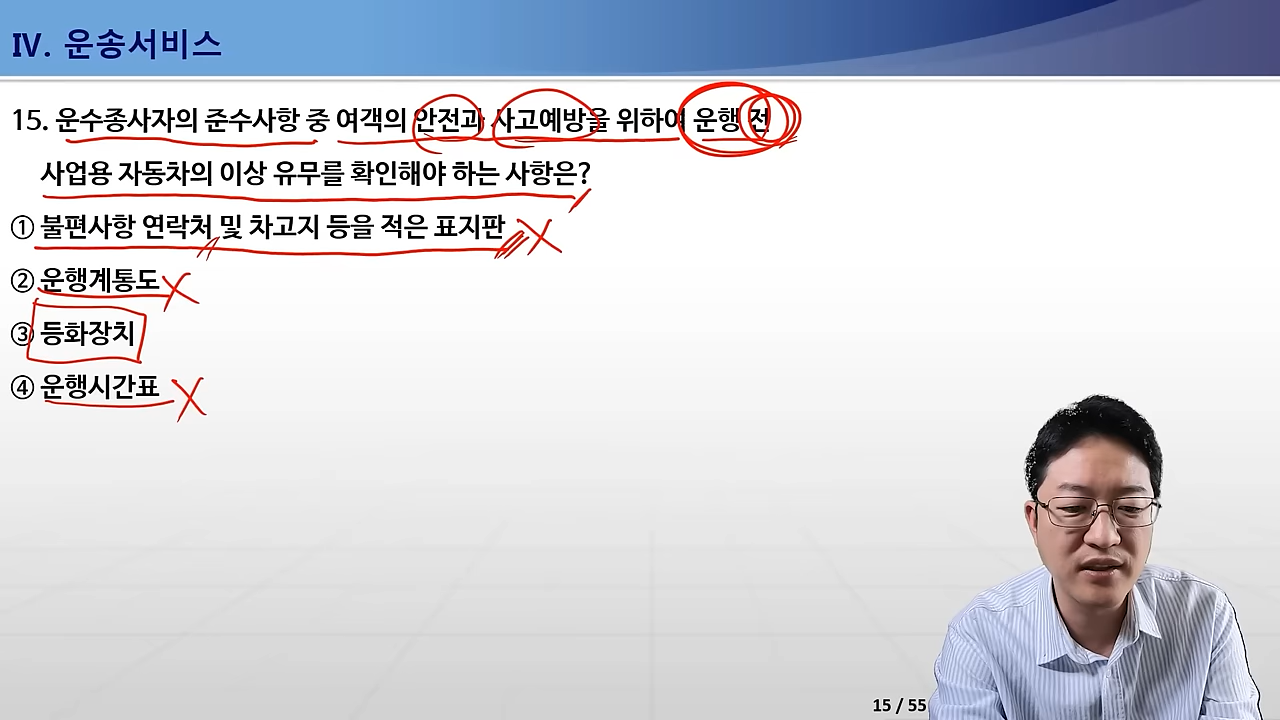 Ⅳ. 운송서비스
15. 운수종사자의 준수사항 중 여객의 안전과 사고예방을 위하여 운행 전
사업용 자동차의 이상 유무를 확인해야 하는 사항은?
① 불편사항 연락처 및 차고지 등을 적은 표지판
② 운행계통도
③ 등화장치
④ 운행시간표
15 / 55